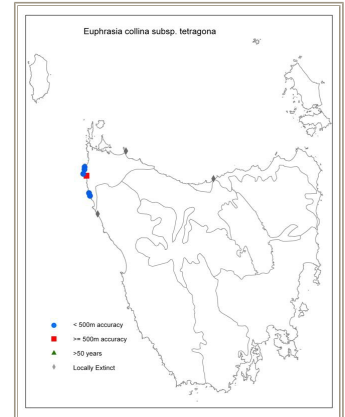 Euphrasia collina subsp. tetragona
< 500m accuracy
>= 500m accuracy
>50 years
Locally Extinct